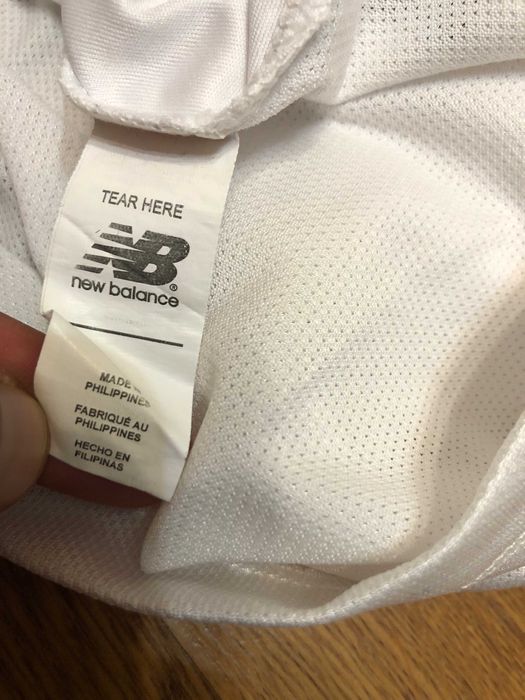 TEAR HERE
NB
new balance®
MADE
PHILIPPINES
FABRIQUÉ AU
PHILIPPINES
HECHO EN
FILIPINAS